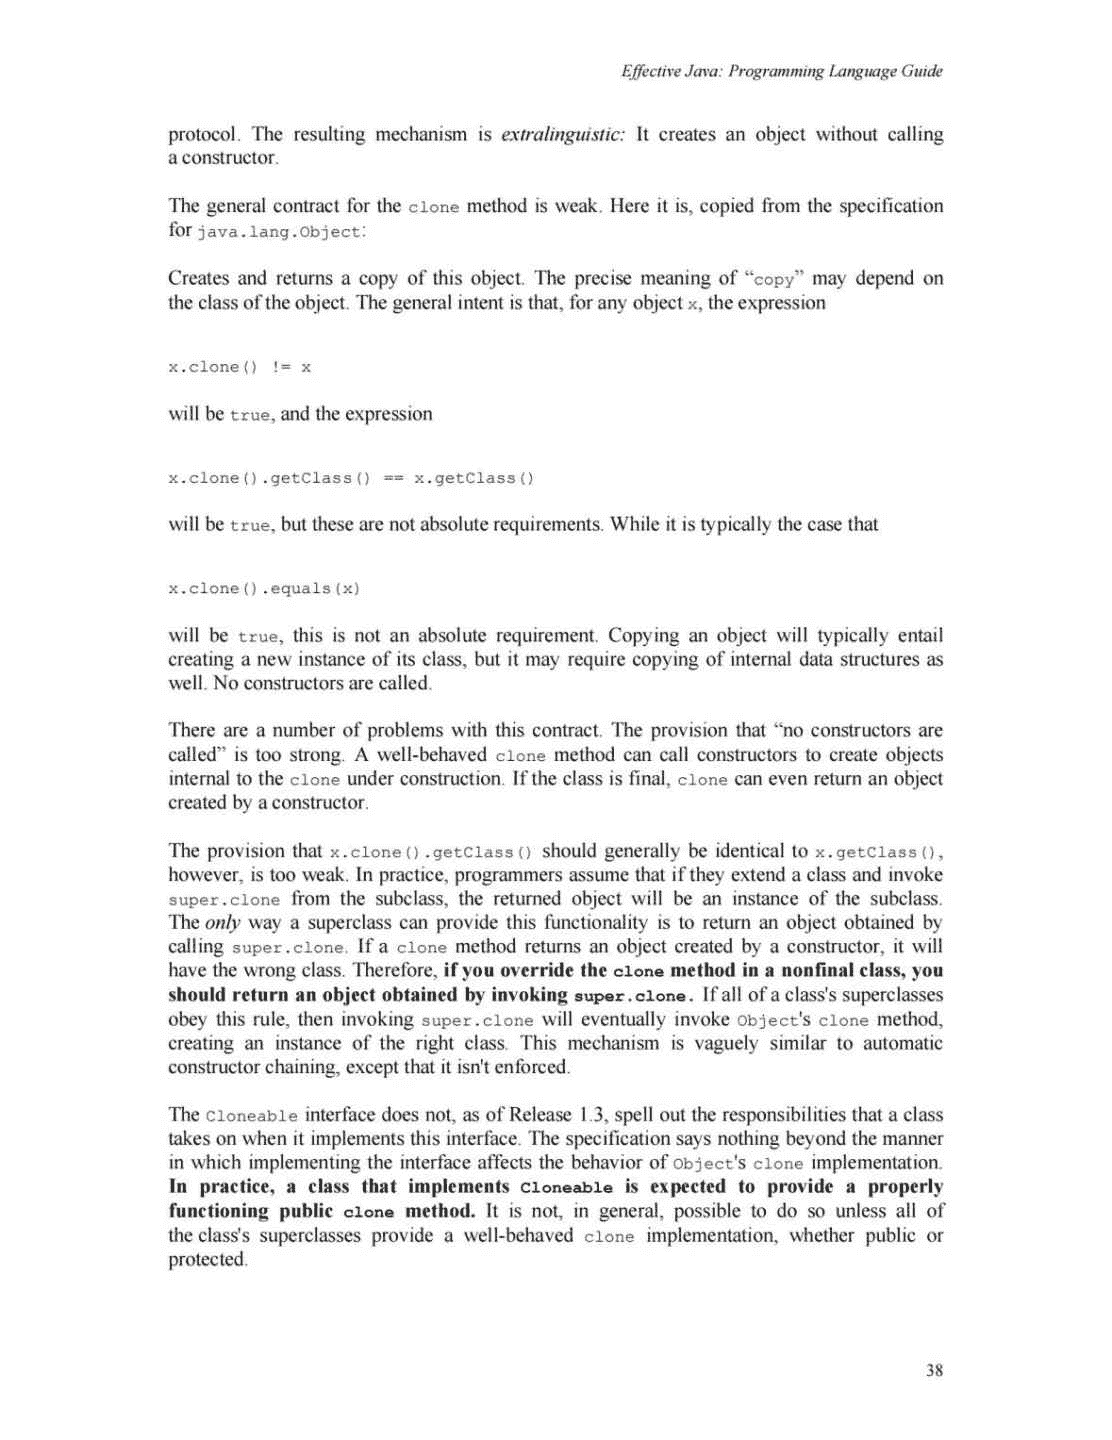 Effective Java: Programming Language Guide
protocol. The resulting mechanism is extralinguistic: It creates an object without calling
a constructor.
The general contract for the clone method is weak. Here it is, copied from the specification
for java.lang.Object:
Creates and returns a copy of this object. The precise meaning of “copy” may depend on
the class of the object. The general intent is that, for any object x, the expression
x.clone() != x
will be true, and the expression
x.clone().getClass() == x.getClass()
will be true, but these are not absolute requirements. While it is typically the case that
x.clone().equals(x)
will be true, this is not an absolute requirement. Copying an object will typically entail
creating a new instance of its class, but it may require copying of internal data structures as
well. No constructors are called.
There are a number of problems with this contract. The provision that “no constructors are
called” is too strong. A well-behaved clone method can call constructors to create objects
internal to the clone under construction. If the class is final, clone can even return an object
created by a constructor.
The provision that x.clone().getClass() should generally be identical to x.getClass(),
however, is too weak. In practice, programmers assume that if they extend a class and invoke
super.clone from the subclass, the returned object will be an instance of the subclass.
The only way a superclass can provide this functionality is to return an object obtained by
calling super.clone. If a clone method returns an object created by a constructor, it will
have the wrong class. Therefore, if you override the clone method in a nonfinal class, you
should return an object obtained by invoking super.clone. If all of a class's superclasses
obey this rule, then invoking super.clone will eventually invoke Object's clone method,
creating an instance of the right class. This mechanism is vaguely similar to automatic
constructor chaining, except that it isn't enforced.
The Cloneable interface does not, as of Release 1.3, spell out the responsibilities that a class
takes on when it implements this interface. The specification says nothing beyond the manner
in which implementing the interface affects the behavior of Object's clone implementation.
In practice, a class that implements Cloneable is expected to provide a properly
functioning public clone method. It is not, in general, possible to do so unless all of
the class's superclasses provide a well-behaved clone implementation, whether public or
protected.
38